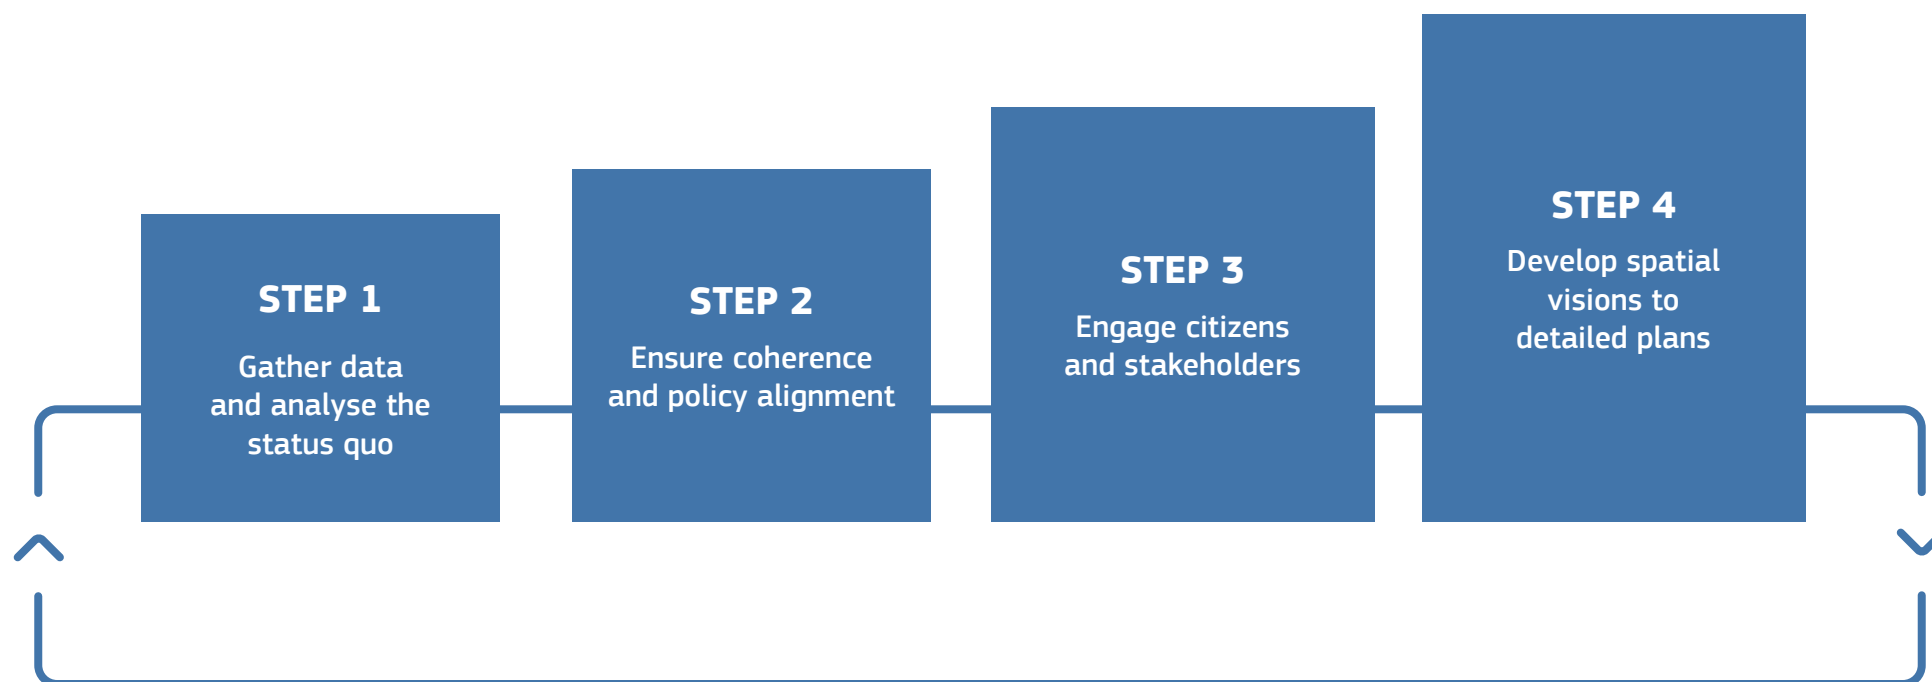 STEP 1
Gather data
and analyse the
status quo
STEP 2
Ensure coherence
and policy alignment
STEP 3
Engage citizens
and stakeholders
STEP 4
Develop spatial
visions to
detailed plans